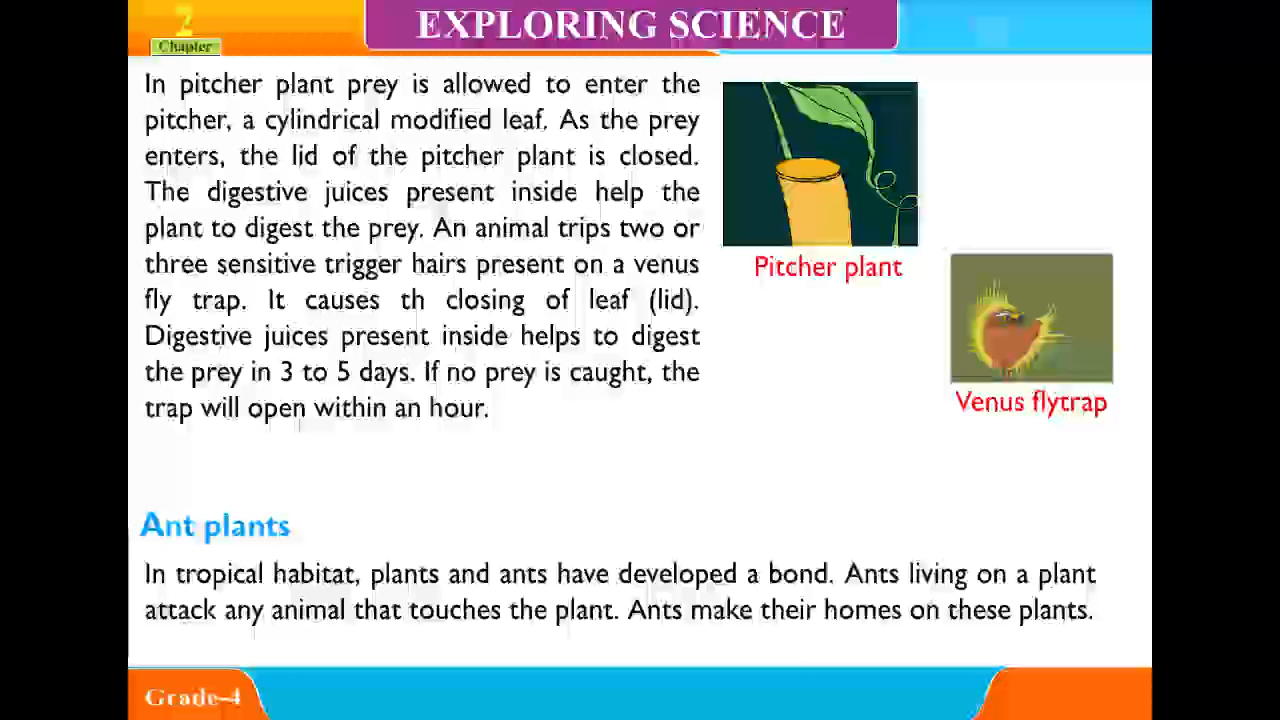 2
Chapter
EXPLORING SCIENCE
In pitcher plant prey is allowed to enter the
pitcher, a cylindrical modified leaf. As the prey
enters, the lid of the pitcher plant is closed.
The digestive juices present inside help the
plant to digest the prey. An animal trips two or
three sensitive trigger hairs present on a venus
fly trap. It causes th closing of leaf (lid).
Digestive juices present inside helps to digest
the prey in 3 to 5 days. If no prey is caught, the
trap will open within an hour.
Pitcher plant
Venus flytrap
Ant plants
In tropical habitat, plants and ants have developed a bond. Ants living on a plant
attack any animal that touches the plant. Ants make their homes on these plants.
Grade-4